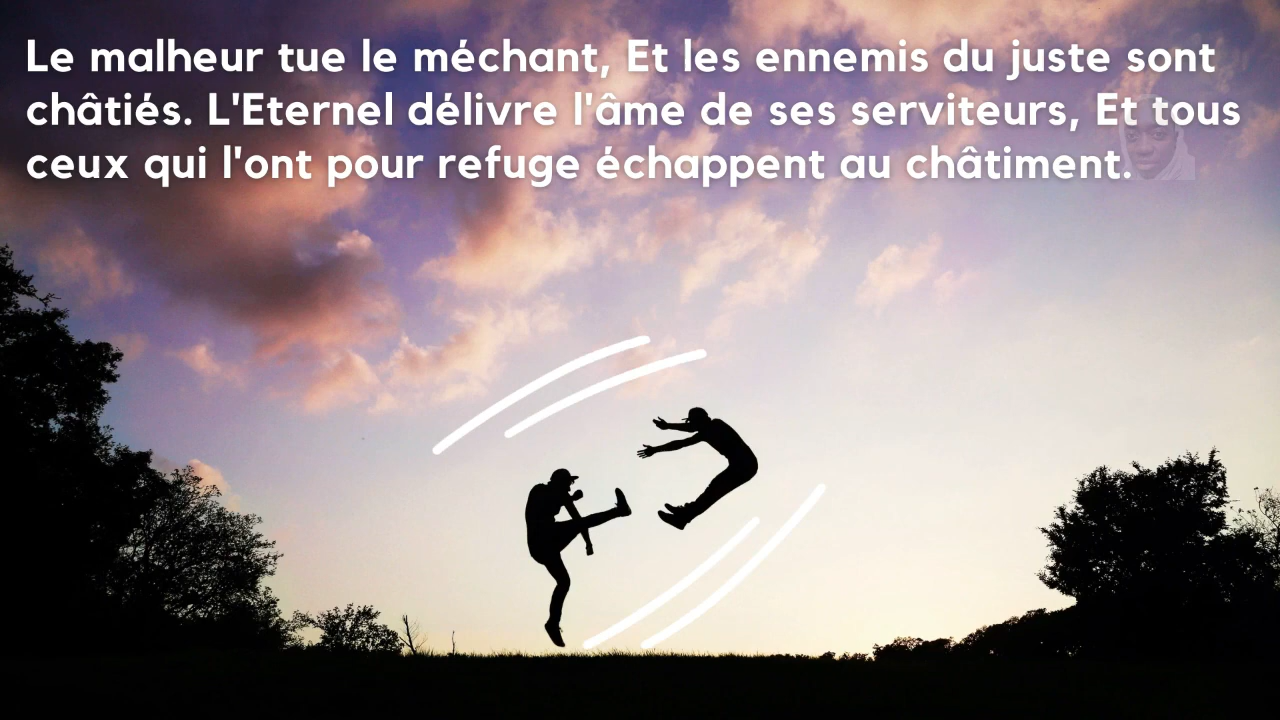 Le malheur tue le méchant, Et les ennemis du juste sont
châtiés. L'Eternel délivre l'âme de ses serviteurs, Et tous
ceux qui l'ont pour refuge échappent au châtiment.